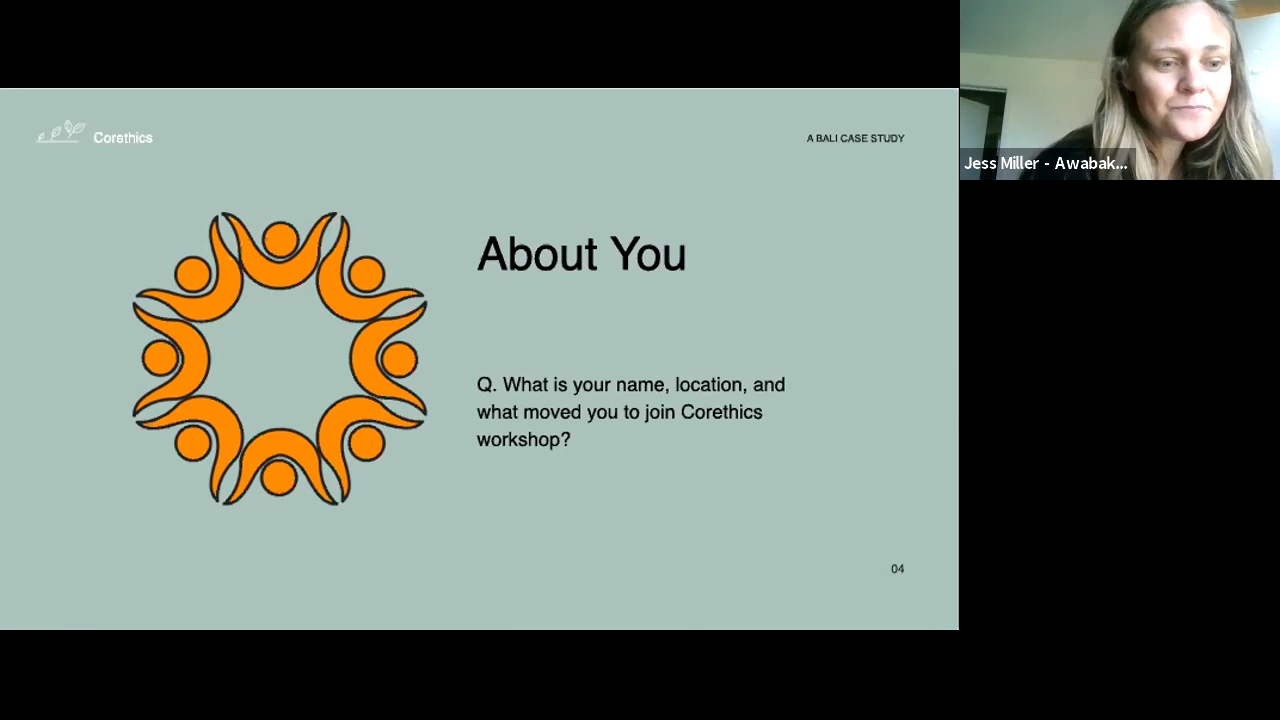 Corethics
A BALI CASE STUDY
About You
Q. What is your name, location, and
what moved you to join Corethics
workshop?
04
Jess Miller - Awabak...